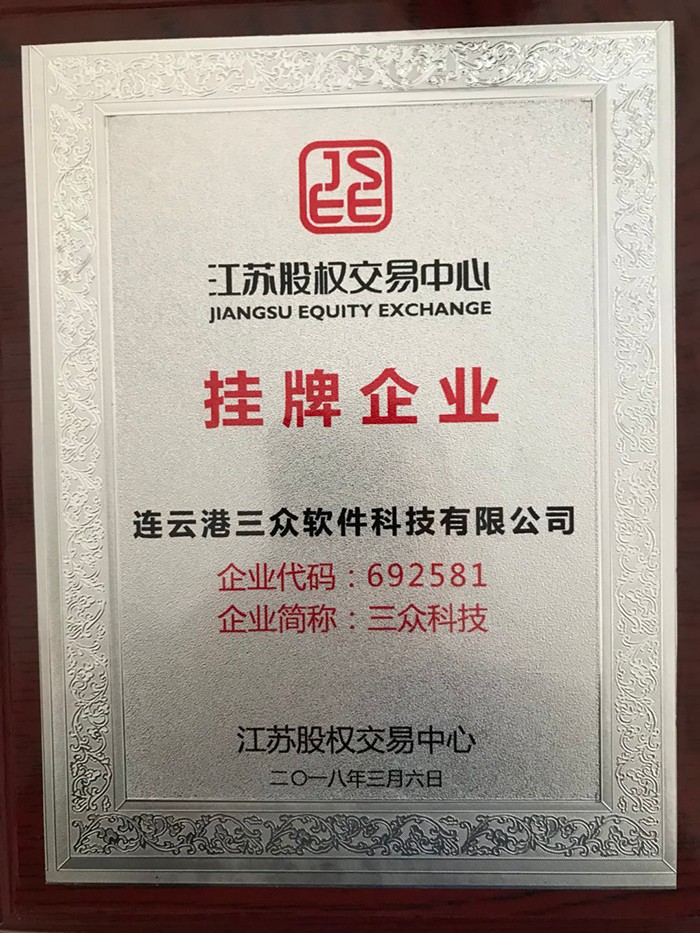 JS
EE
江苏股权交易中心
JIANGSU EQUITY EXCHANGE
挂牌企业
连云港三众软件科技有限公司
企业代码：692581
企业简称：三众科技
江苏股权交易中心
二〇一八年三月六日